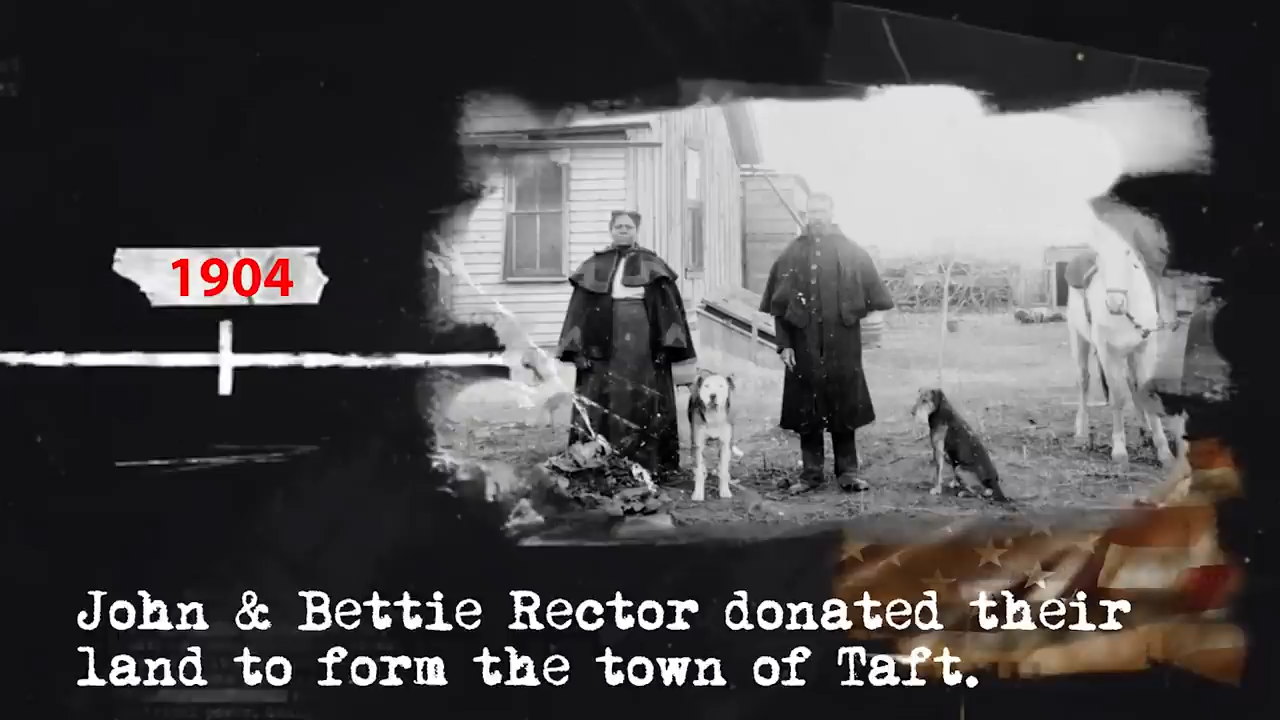 1904
John & Bettie Rector donated their
land to form the town of Taft.